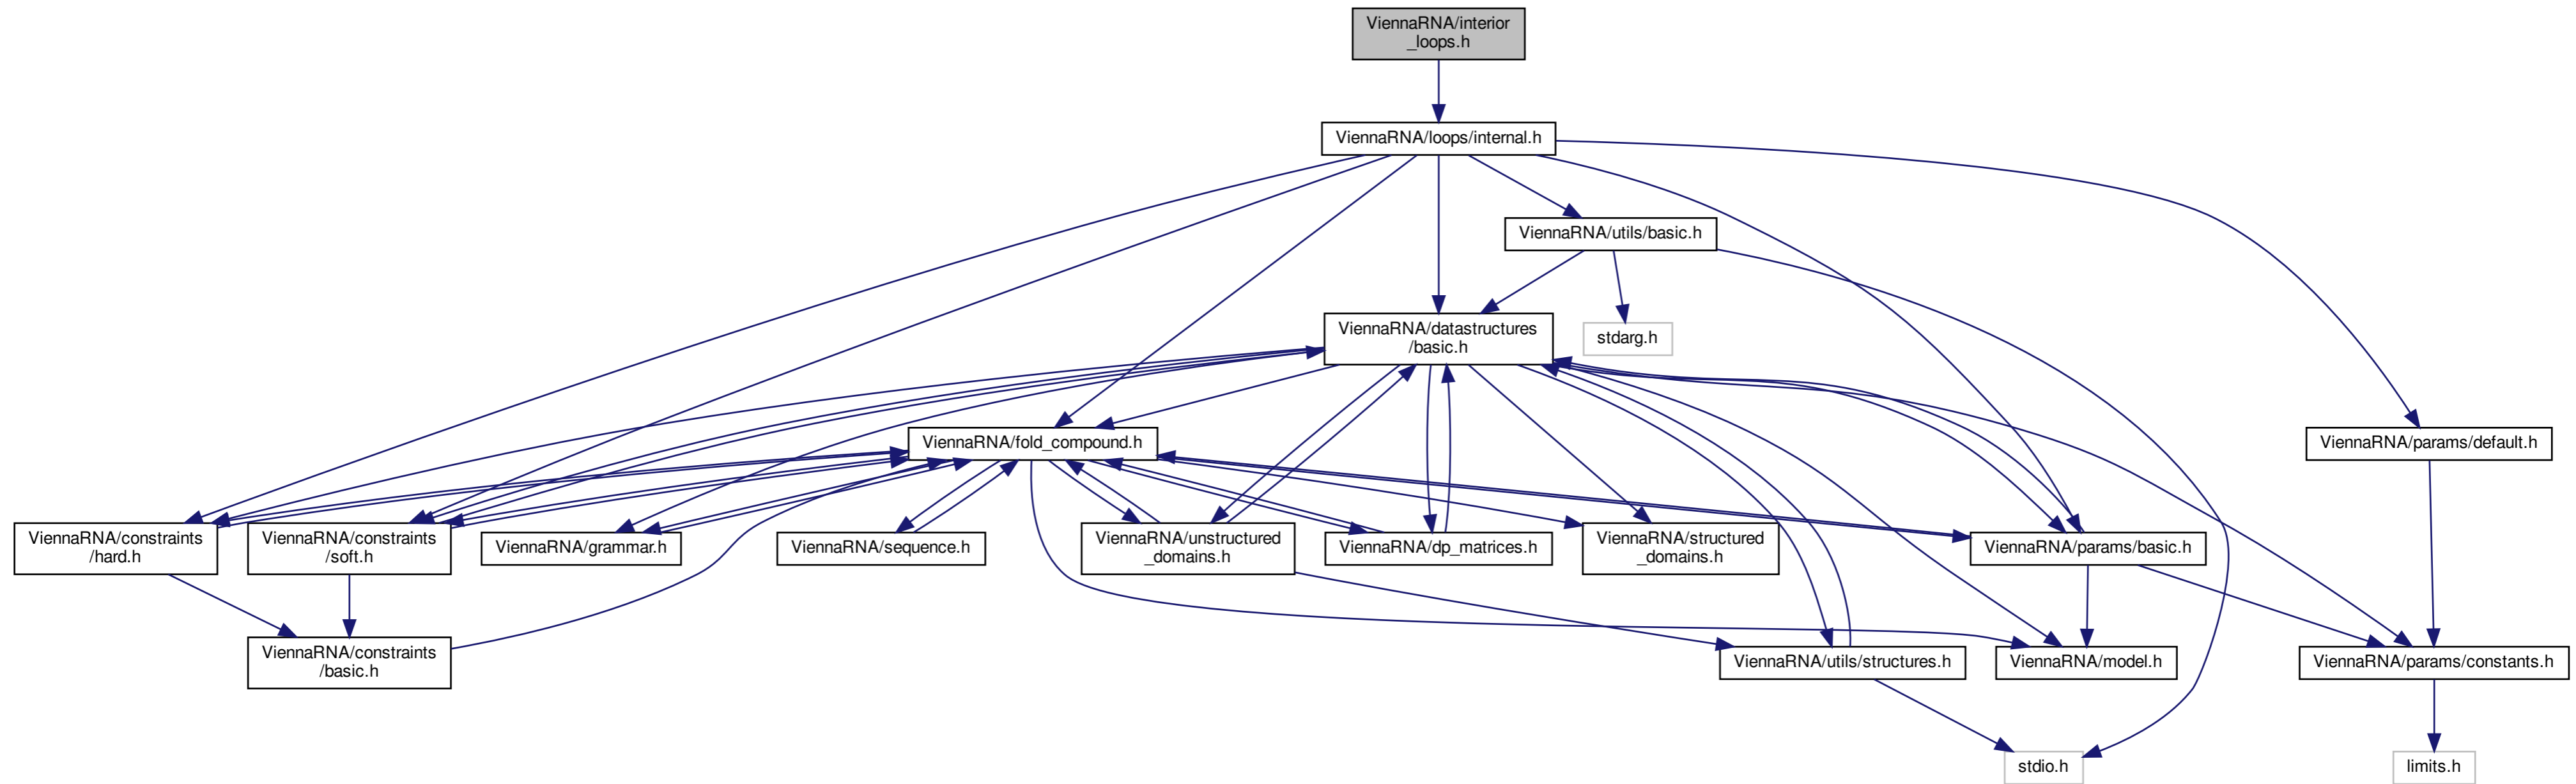 ViennaRNA/interior
_loops.h
ViennaRNA/loops/internal.h
ViennaRNA/utils/basic.h
ViennaRNA/datastructures
/basic.h
stdarg.h
ViennaRNA/fold_compound.h
ViennaRNA/params/default.h
ViennaRNA/constraints
/hard.h
ViennaRNA/constraints
/soft.h
ViennaRNA/grammar.h
ViennaRNA/sequence.h
ViennaRNA/unstructured
_domains.h
ViennaRNA/dp_matrices.h
ViennaRNA/structured
_domains.h
ViennaRNA/params/basic.h
ViennaRNA/constraints
/basic.h
ViennaRNA/utils/structures.h
ViennaRNA/model.h
ViennaRNA/params/constants.h
stdio.h
limits.h